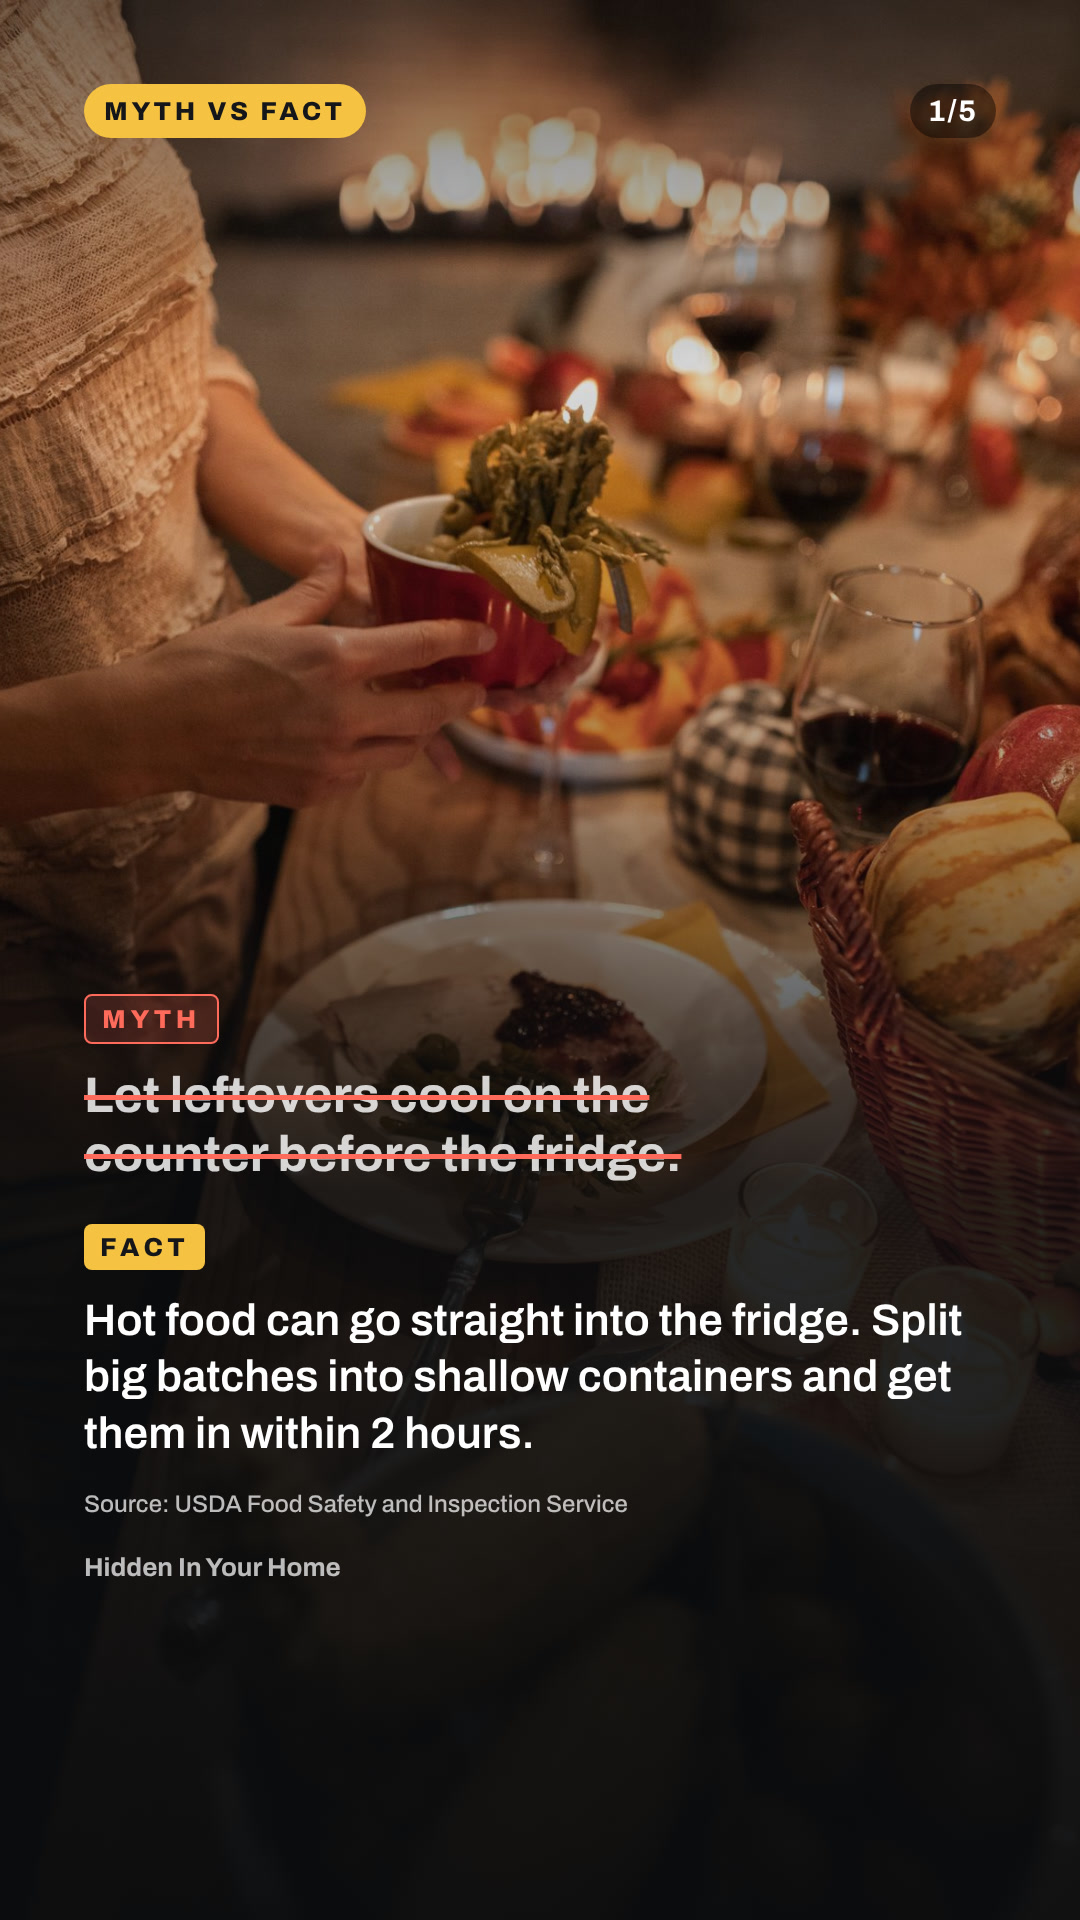 MYTH VS FACT
1/5
MYTH
Let leftovers cool on the
counter before the fridge.
FACT
Hot food can go straight into the fridge. Split
big batches into shallow containers and get
them in within 2 hours.
Source: USDA Food Safety and Inspection Service
Hidden In Your Home